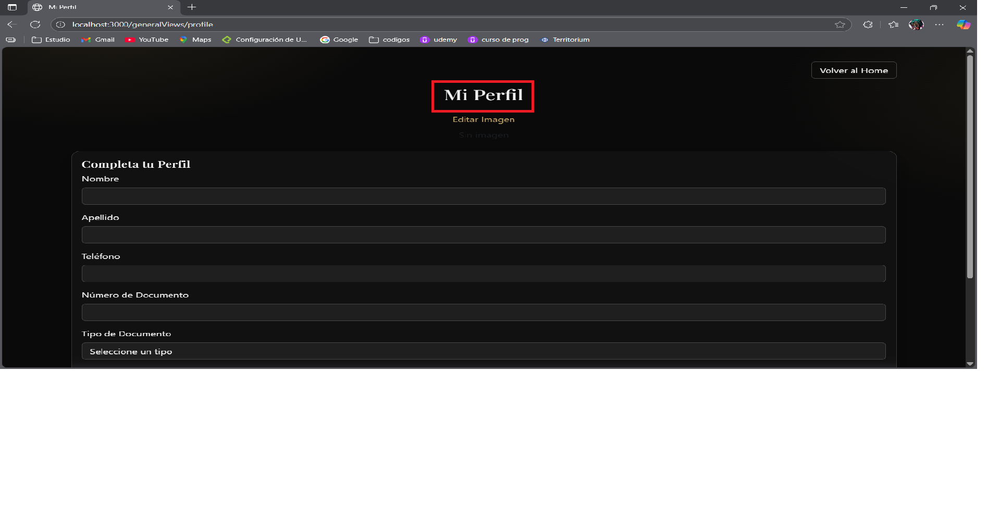 Mi Perfil
localhost:3000/generalViews/profile
Estudio Gmail YouTube Maps Configuración de U... Google codigos udemy curso de prog Territorium
Volver al Home
Mi Perfil
Editar Imagen
Sin imagen
Completa tu Perfil
Nombre
Apellido
Teléfono
Número de Documento
Tipo de Documento
Seleccione un tipo